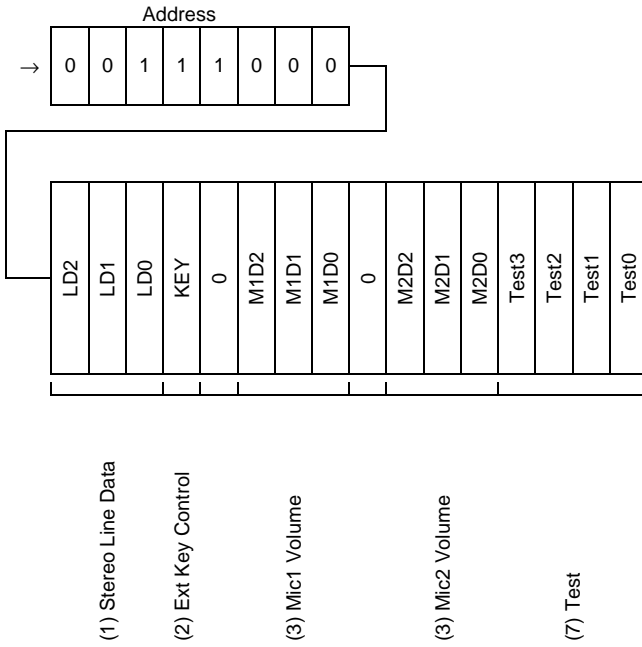 Address
→ 0 0 1 1 1 0 0 0
LD2 LD1 LD0 KEY 0 M1D2 M1D1 M1D0 0 M2D2 M2D1 M2D0 Test3 Test2 Test1 Test0
(1) Stereo Line Data
(2) Ext Key Control
(3) Mic1 Volume
(3) Mic2 Volume
(7) Test